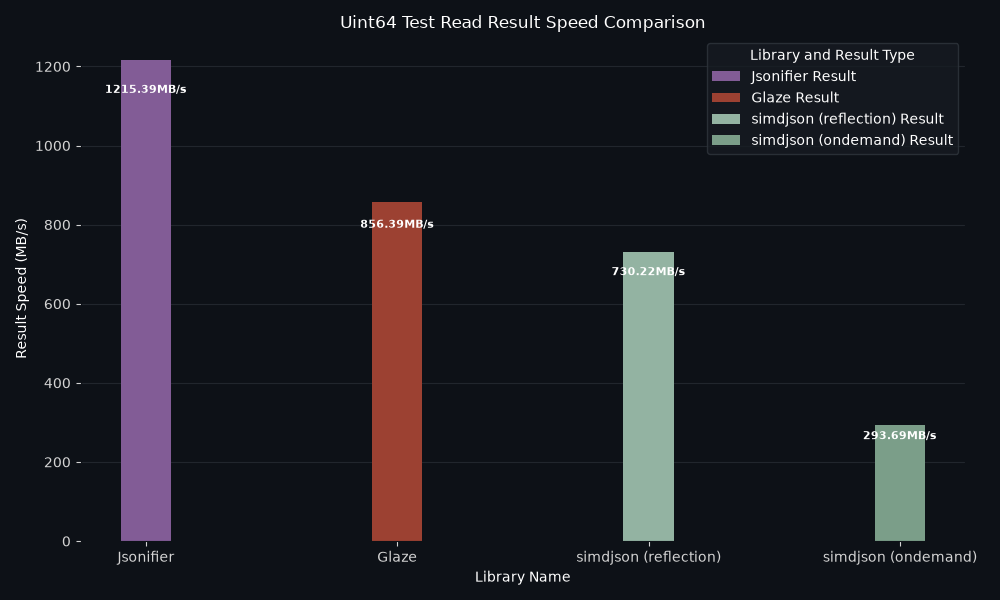 Uint64 Test Read Result Speed Comparison
Library and Result Type
Jsonifier Result
Glaze Result
simdjson (reflection) Result
simdjson (ondemand) Result
1200
1000
800
600
400
200
0
Result Speed (MB/s)
1215.39MB/s
856.39MB/s
730.22MB/s
293.69MB/s
Jsonifier
Glaze
simdjson (reflection)
simdjson (ondemand)
Library Name